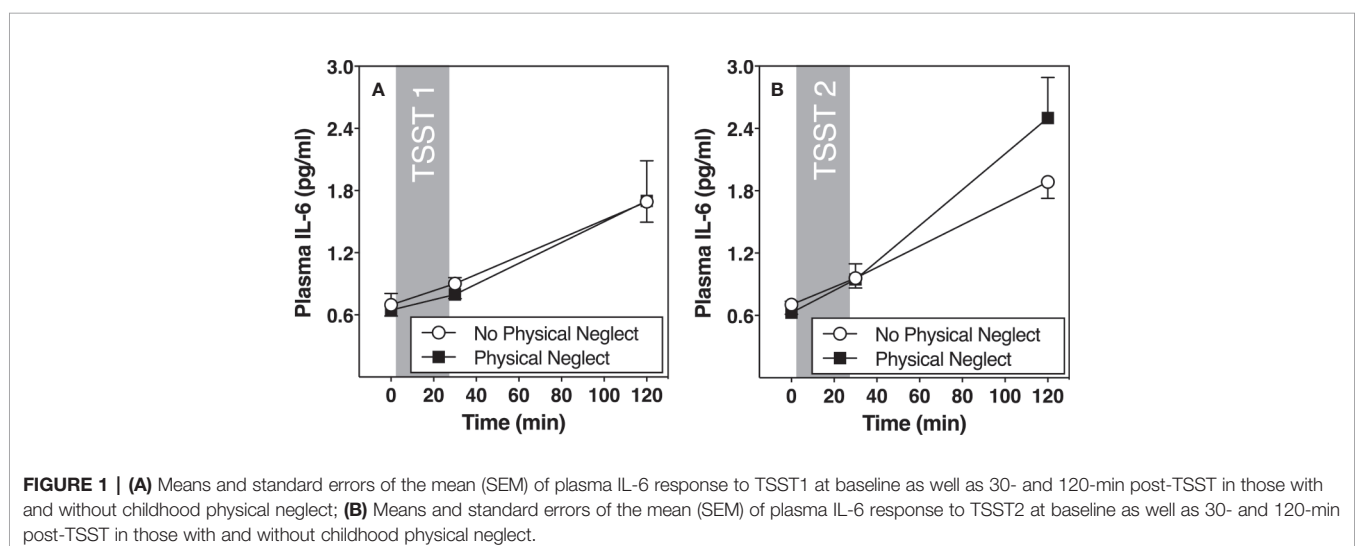 A
TSST 1
3.0
2.4
1.8
1.2
0.6
Plasma IL-6 (pg/ml)
No Physical Neglect
Physical Neglect
0 20 40 60 80 100 120
Time (min)
B
TSST 2
3.0
2.4
1.8
1.2
0.6
Plasma IL-6 (pg/ml)
No Physical Neglect
Physical Neglect
0 20 40 60 80 100 120
Time (min)
FIGURE 1 | (A) Means and standard errors of the mean (SEM) of plasma IL-6 response to TSST1 at baseline as well as 30- and 120-min post-TSST in those with
and without childhood physical neglect; (B) Means and standard errors of the mean (SEM) of plasma IL-6 response to TSST2 at baseline as well as 30- and 120-min
post-TSST in those with and without childhood physical neglect.